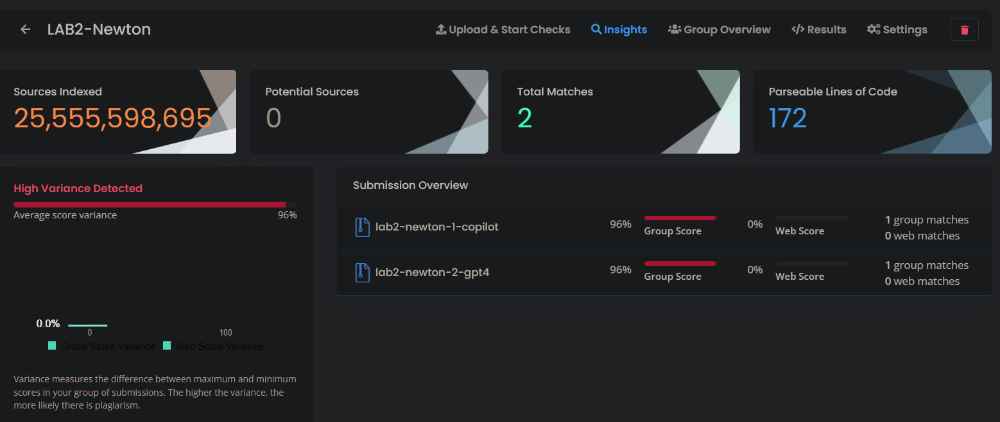 LAB2-Newton
Upload & Start Checks
Insights
Group Overview
Results
Settings
Sources Indexed
25,555,598,695
Potential Sources
0
Total Matches
2
Parseable Lines of Code
172
High Variance Detected
Average score variance 96%
0.0%
0 100
Variance measures the difference between maximum and minimum
scores in your group of submissions. The higher the variance, the
more likely there is plagiarism.
Submission Overview
lab2-newton-1-copilot 96% Group Score 0% Web Score 1 group matches
0 web matches
lab2-newton-2-gpt4 96% Group Score 0% Web Score 1 group matches
0 web matches